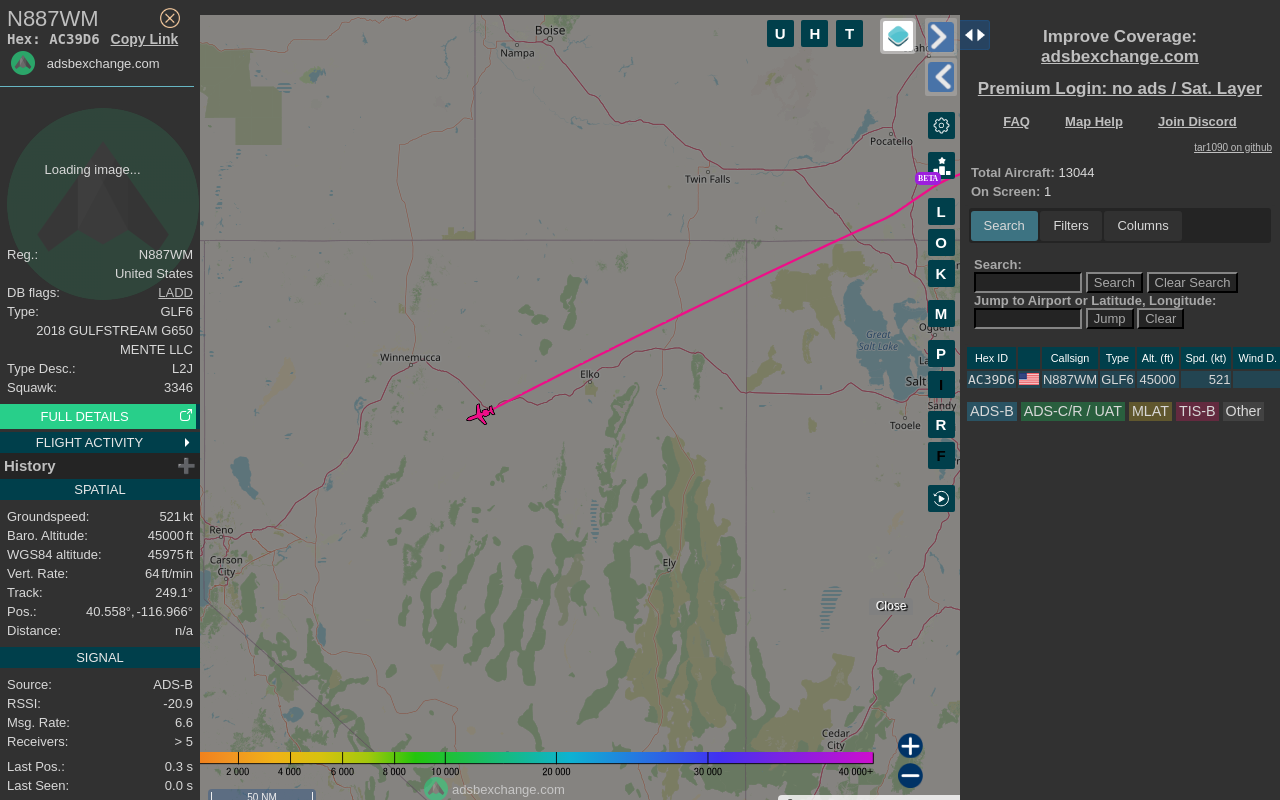 N887WM
Hex: AC39D6 Copy Link
adsbexchange.com
Loading image...
Reg.: N887WM
United States
DB flags: LADD
Type: GLF6
2018 GULFSTREAM G650
MENTE LLC
Type Desc.: L2J
Squawk: 3346
FULL DETAILS
FLIGHT ACTIVITY
History
SPATIAL
Groundspeed: 521 kt
Baro. Altitude: 45000 ft
WGS84 altitude: 45975 ft
Vert. Rate: 64 ft/min
Track: 249.1°
Pos.: 40.558°, -116.966°
Distance: n/a
SIGNAL
Source: ADS-B
RSSI: -20.9
Msg. Rate: 6.6
Receivers: > 5
Last Pos.: 0.3 s
Last Seen: 0.0 s
Boise
Nampa
U H T
Pocatello
Twin Falls
BETA
L
O
K
M
P
I
R
F
Great
Salt Lake
Winnemucca
Elko
Salt
Sandy
Tooele
Reno
Carson
City
Ely
Close
Cedar
City
2 000 4 000 6 000 8 000 10 000 20 000 30 000 40 000+
adsbexchange.com
50 NM
Improve Coverage:
adsbexchange.com
Premium Login: no ads / Sat. Layer
FAQ Map Help Join Discord
tar1090 on github
Total Aircraft: 13044
On Screen: 1
Search Filters Columns
Search:
Search Clear Search
Jump to Airport or Latitude, Longitude:
Jump Clear
Hex ID Callsign Type Alt. (ft) Spd. (kt) Wind D.
AC39D6 N887WM GLF6 45000 521
ADS-B ADS-C/R / UAT MLAT TIS-B Other